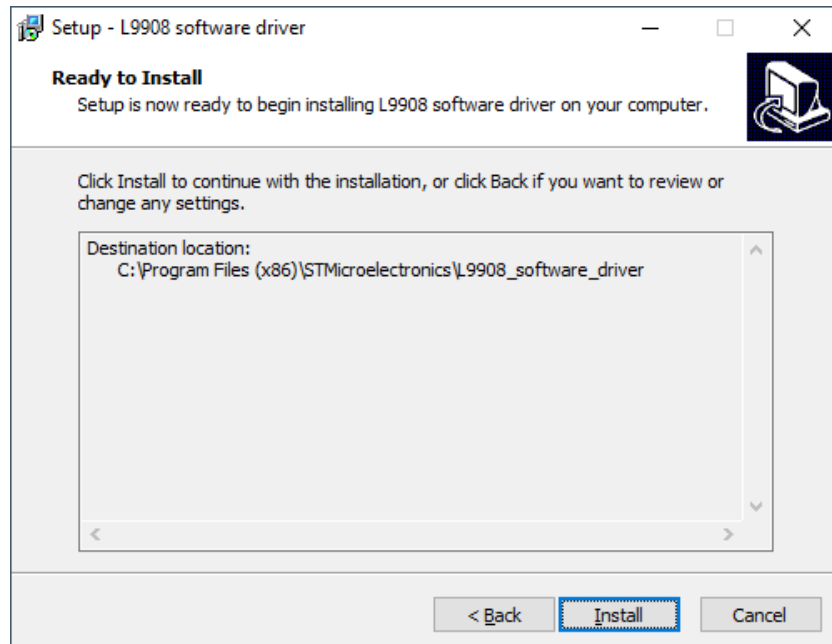 Setup - L9908 software driver
Ready to Install
Setup is now ready to begin installing L9908 software driver on your computer.
Click Install to continue with the installation, or click Back if you want to review or
change any settings.
Destination location:
C:\Program Files (x86)\STMicroelectronics\L9908_software_driver
< Back
Install
Cancel